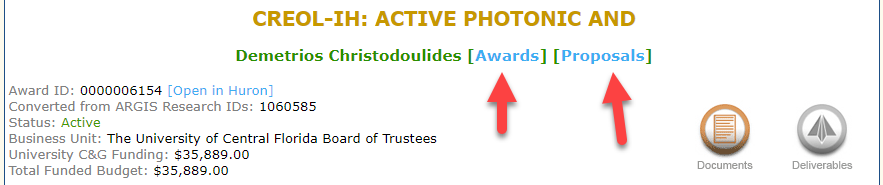 CREOL-IH: ACTIVE PHOTONIC AND
Demetrios Christodoulides [Awards] [Proposals]
Award ID: 0000006154 [Open in Huron]
Converted from ARGIS Research IDs: 1060585
Status: Active
Business Unit: The University of Central Florida Board of Trustees
University C&G Funding: $35,889.00
Total Funded Budget: $35,889.00
Documents
Deliverables